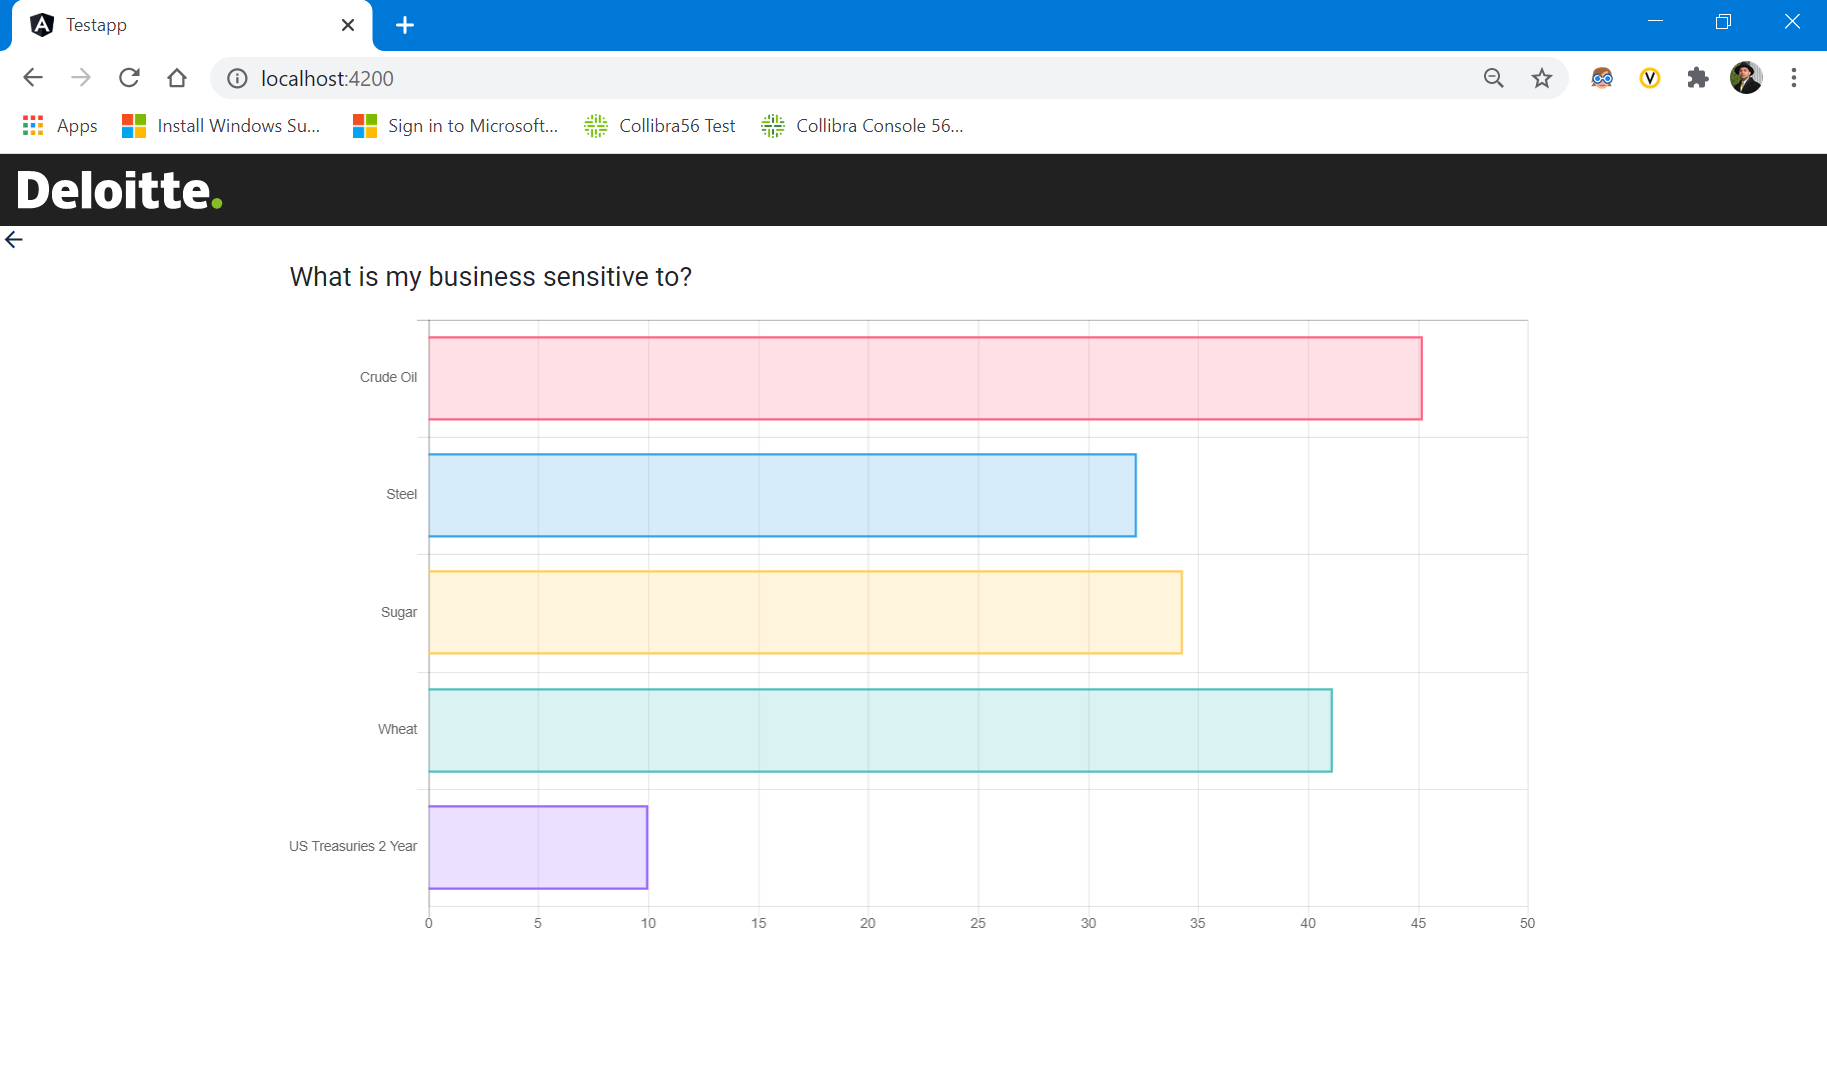 Testapp
localhost:4200
Apps
Install Windows Su...
Sign in to Microsoft...
Collibra56 Test
Collibra Console 56...
Deloitte.
What is my business sensitive to?
Crude Oil
Steel
Sugar
Wheat
US Treasuries 2 Year
0 5 10 15 20 25 30 35 40 45 50